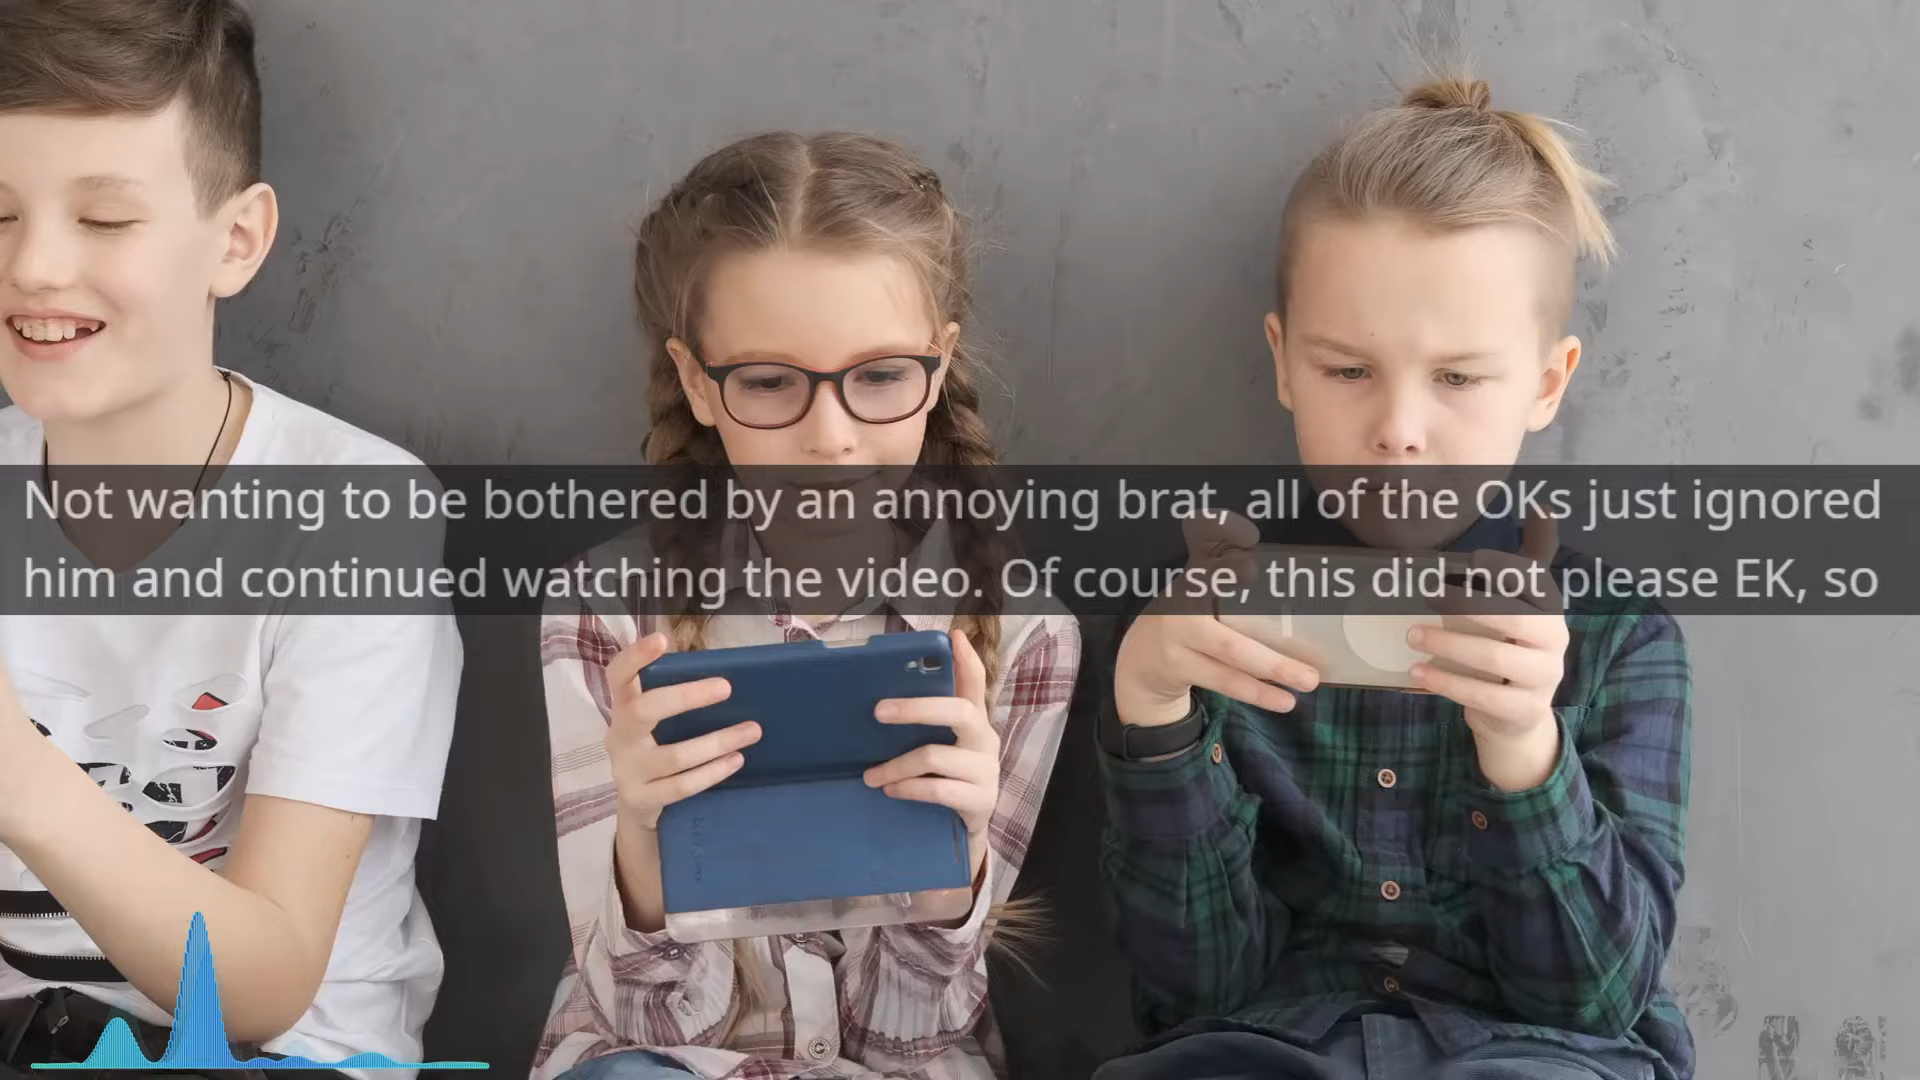 Not wanting to be bothered by an annoying brat, all of the OKs just ignored
him and continued watching the video. Of course, this did not please EK, so